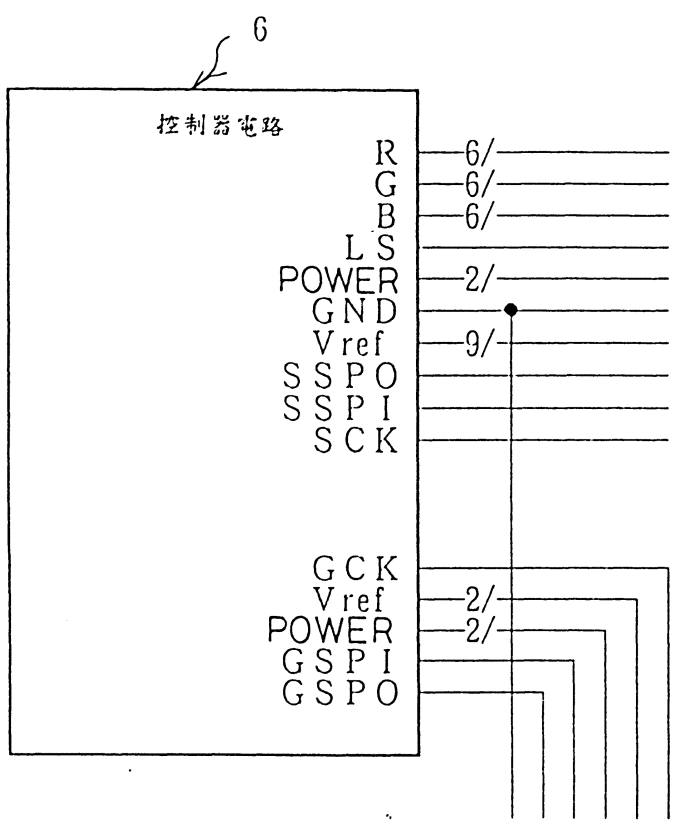 6
控制器電路
R 6/
G 6/
B 6/
LS
POWER 2/
GND
Vref 9/
SSPO
SSPI
SCK
GCK
Vref 2/
POWER 2/
GSPI
GSPO